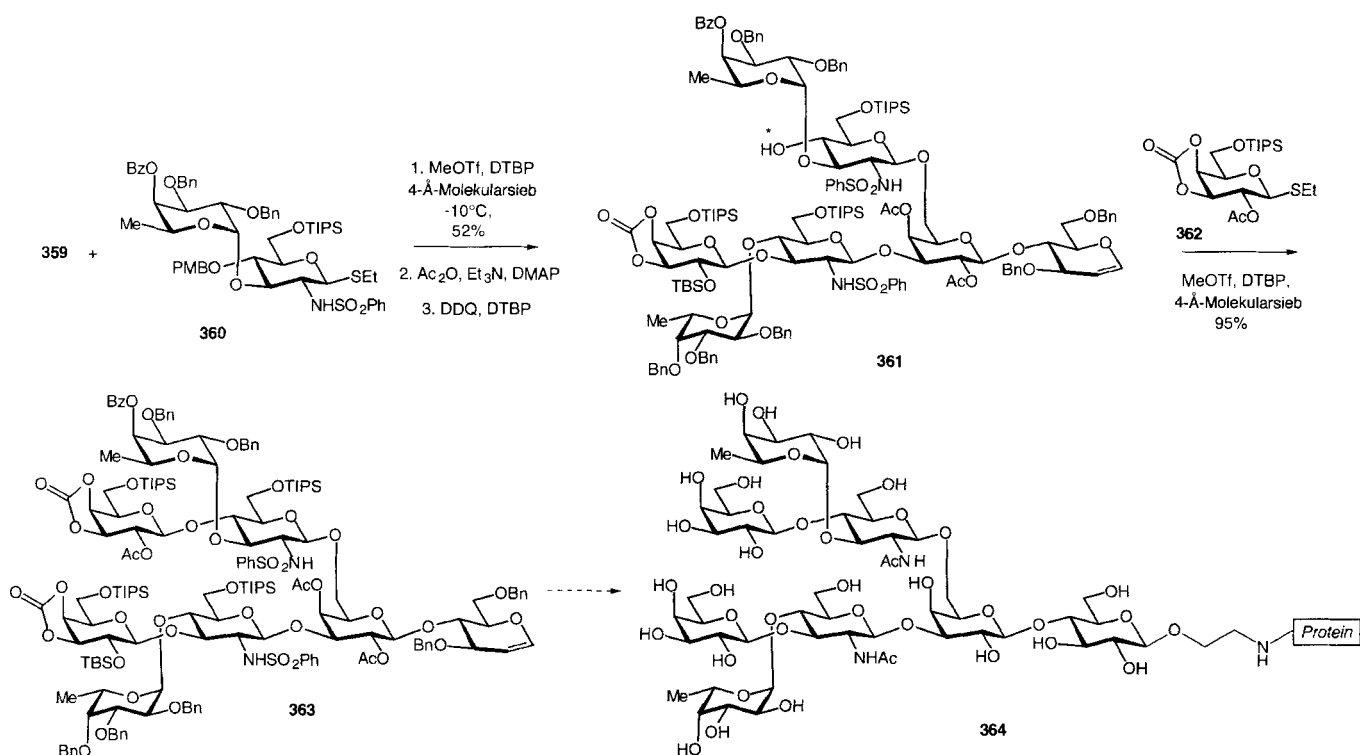 BzO
OBn
OBn
Me
O
OTIPS
*
HO
O
O
O
PhSO₂NH
BzO
OBn
OBn
Me
O
OTIPS
PMBO
O
O
SEt
NHSO₂Ph
359 +
360
1. MeOTf, DTBP
4-Å-Molekularsieb
-10°C,
52%
2. Ac₂O, Et₃N, DMAP
3. DDQ, DTBP
O
O
O
OTIPS
O
OTIPS
O
O
O
AcO
O
O
OBn
O
O
TBSO
O
NHSO₂Ph
O
AcO
BnO
Me
O
OBn
BnO
OBn
361
O
O
O
OTIPS
O
SEt
AcO
362
MeOTf, DTBP,
4-Å-Molekularsieb
95%
BzO
OBn
OBn
Me
O
O
O
O
OTIPS
OTIPS
O
O
O
O
O
O
AcO
PhSO₂NH
O
O
O
OTIPS
OTIPS
AcO
OBn
O
O
O
O
O
O
O
TBSO
O
NHSO₂Ph
AcO
BnO
Me
O
OBn
BnO
OBn
363
HO
OH
OH
Me
O
HO
OH
OH
O
O
O
O
O
HO
OH
AcN H
HO
OH
OH
HO
OH
O
O
O
O
O
O
O
HO
OH
O
NHAc
OH
HO
OH
O
N
H
Protein
Me
O
OH
HO
OH
364